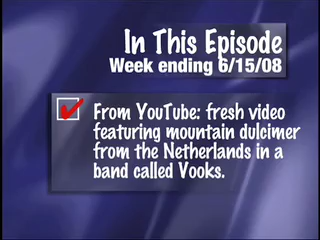 In This Episode
Week ending 6/15/08
From YouTube: fresh video
featuring mountain dulcimer
from the Netherlands in a
band called Vooks.